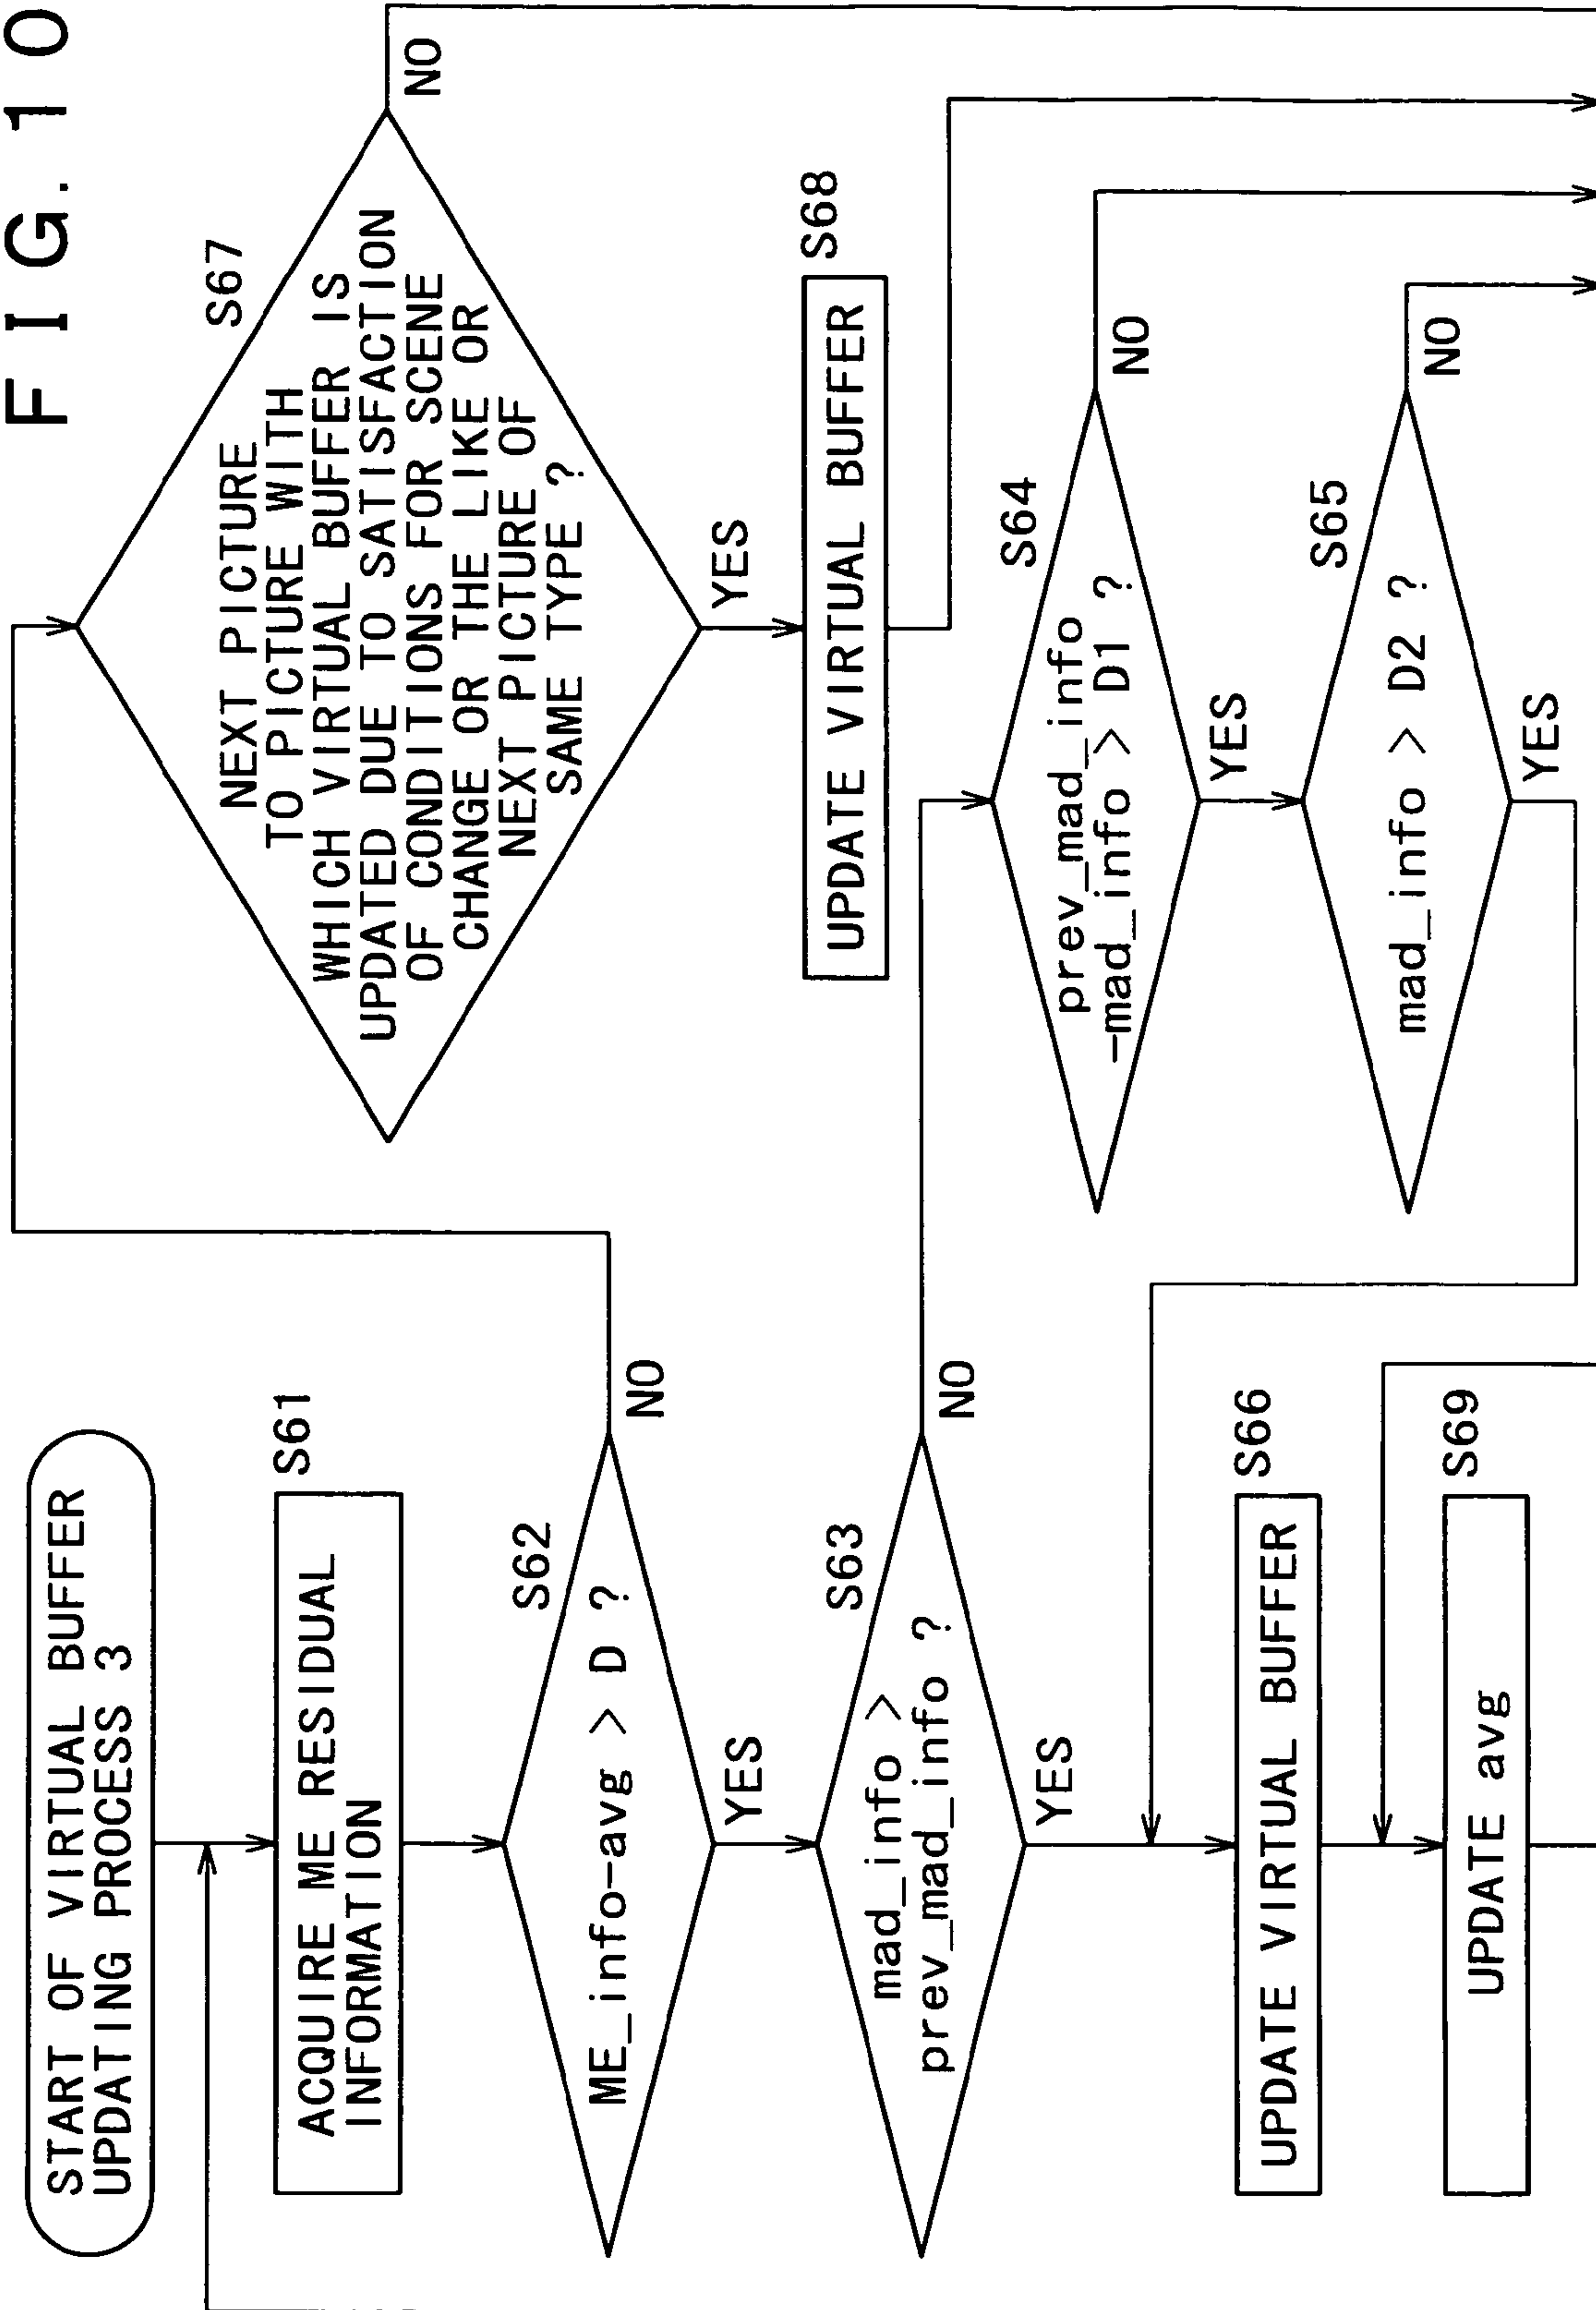 FIG. 10
START OF VIRTUAL BUFFER
UPDATING PROCESS 3
S61
ACQUIRE ME RESIDUAL
INFORMATION
S62
ME_info-avg > D ?
NO
YES
S63
mad_info >
prev_mad_info ?
NO
YES
S66
UPDATE VIRTUAL BUFFER
S69
UPDATE avg
S67
NEXT PICTURE
TO PICTURE WITH
WHICH VIRTUAL BUFFER IS
UPDATED DUE TO SATISFACTION
OF CONDITIONS FOR SCENE
CHANGE OR THE LIKE OR
NEXT PICTURE OF
SAME TYPE ?
NO
YES
S68
UPDATE VIRTUAL BUFFER
S64
prev_mad_info
-mad_info > D1 ?
NO
YES
S65
mad_info > D2 ?
NO
YES